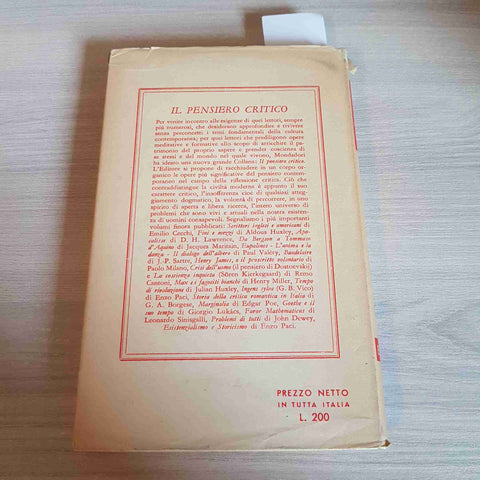 IL PENSIERO CRITICO
Per venire incontro alle esigenze di quei lettori, sempre
più numerosi, che desiderano approfondire e rivivere
senza preconcetti i temi fondamentali della cultura
contemporanea; per quei lettori che prediligono opere
meditative e formative allo scopo di arricchire il pa-
trimonio del proprio sapere e prender coscienza di
se stessi e del mondo nel quale vivono, Mondadori
ha ideato una nuova grande Collana: Il pensiero critico.
L'Editore si propone di racchiudere in un corpo or-
ganico le opere più significative del pensiero contem-
poraneo nel campo della riflessione critica. Ciò che
contraddistingue la civiltà moderna è appunto il suo
carattere critico, l'insofferenza cioè di qualsiasi atteg-
giamento dogmatico, la volontà di percorrere, in uno
spirito di aperta e libera ricerca, l'intero universo di
problemi che sono vivi e attuali nella nostra esistenza
di uomini consapevoli. Segnaliamo i più importanti
volumi finora pubblicati: Scrittori inglesi e americani di
Emilio Cecchi, Fini e mezzi di Aldous Huxley, Apo-
calisse di D. H. Lawrence, Da Bergson a Tommaso
d'Aquino di Jacques Maritain, Eupalinos - L'anima e la
danza - Il dialogo dell'albero di Paul Valéry, Baudelaire
di J.-P. Sartre, Henry James, o il proscritto volontario di
Paolo Milano, Crisi dell'uomo (il pensiero di Dostoevskij)
e La coscienza inquieta (Sören Kierkegaard) di Remo
Cantoni, Max e i fagociti bianchi di Henry Miller, Tempo
di rivoluzione di Julian Huxley, Ingens sylva (G. B. Vico)
di Enzo Paci, Storia della critica romantica in Italia di
G. A. Borgese, Marginalia di Edgar Poe, Goethe e il
suo tempo di Giorgio Lukács, Furor Mathematicus di
Leonardo Sinisgalli, Problemi di tutti di John Dewey,
Esistenzialismo e Storicismo di Enzo Paci.
PREZZO NETTO
IN TUTTA ITALIA
L. 200